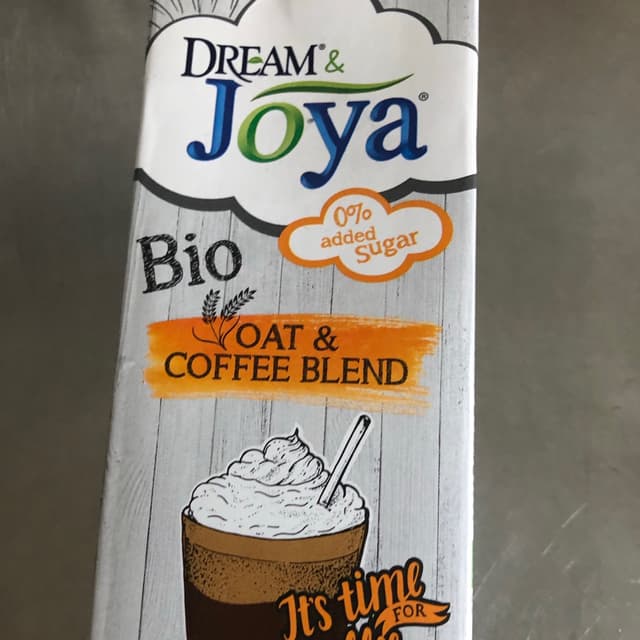 DREAM® &
Joya®
0%
added
Sugar
Bio
OAT &
COFFEE BLEND
It's time
FOR